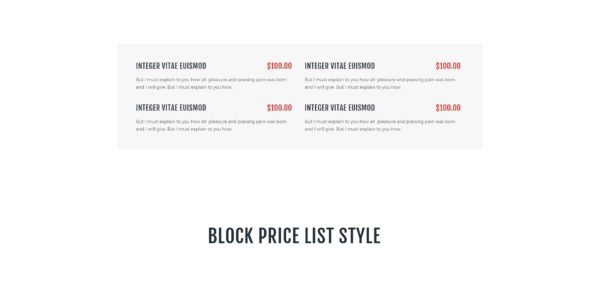 INTEGER VITAE EUISMOD $100.00
But I must explain to you how all pleasure and praising pain was born
and I will give. But I must explain to you how.
INTEGER VITAE EUISMOD $100.00
But I must explain to you how all pleasure and praising pain was born
and I will give. But I must explain to you how.
INTEGER VITAE EUISMOD $100.00
But I must explain to you how all pleasure and praising pain was born
and I will give. But I must explain to you how.
INTEGER VITAE EUISMOD $100.00
But I must explain to you how all pleasure and praising pain was born
and I will give. But I must explain to you how
BLOCK PRICE LIST STYLE